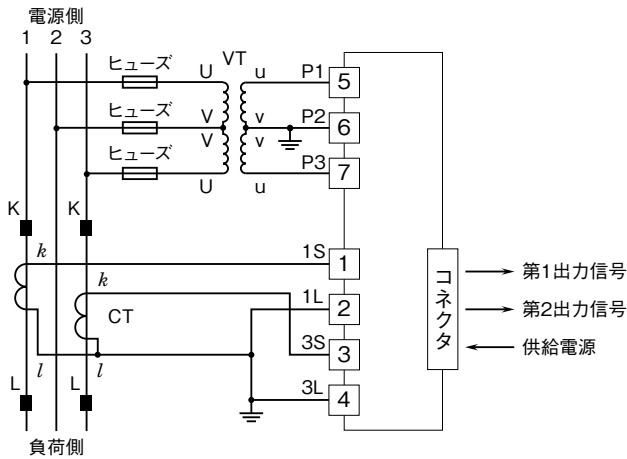 電源側
1 2 3
ヒューズ
ヒューズ
ヒューズ
VT
U u
V v
V v
U u
P1 5
P2 6
P3 7
K K
k
k
CT
l l
L L
1S 1
1L 2
3S 3
3L 4
コネクタ
第1出力信号
第2出力信号
供給電源
負荷側